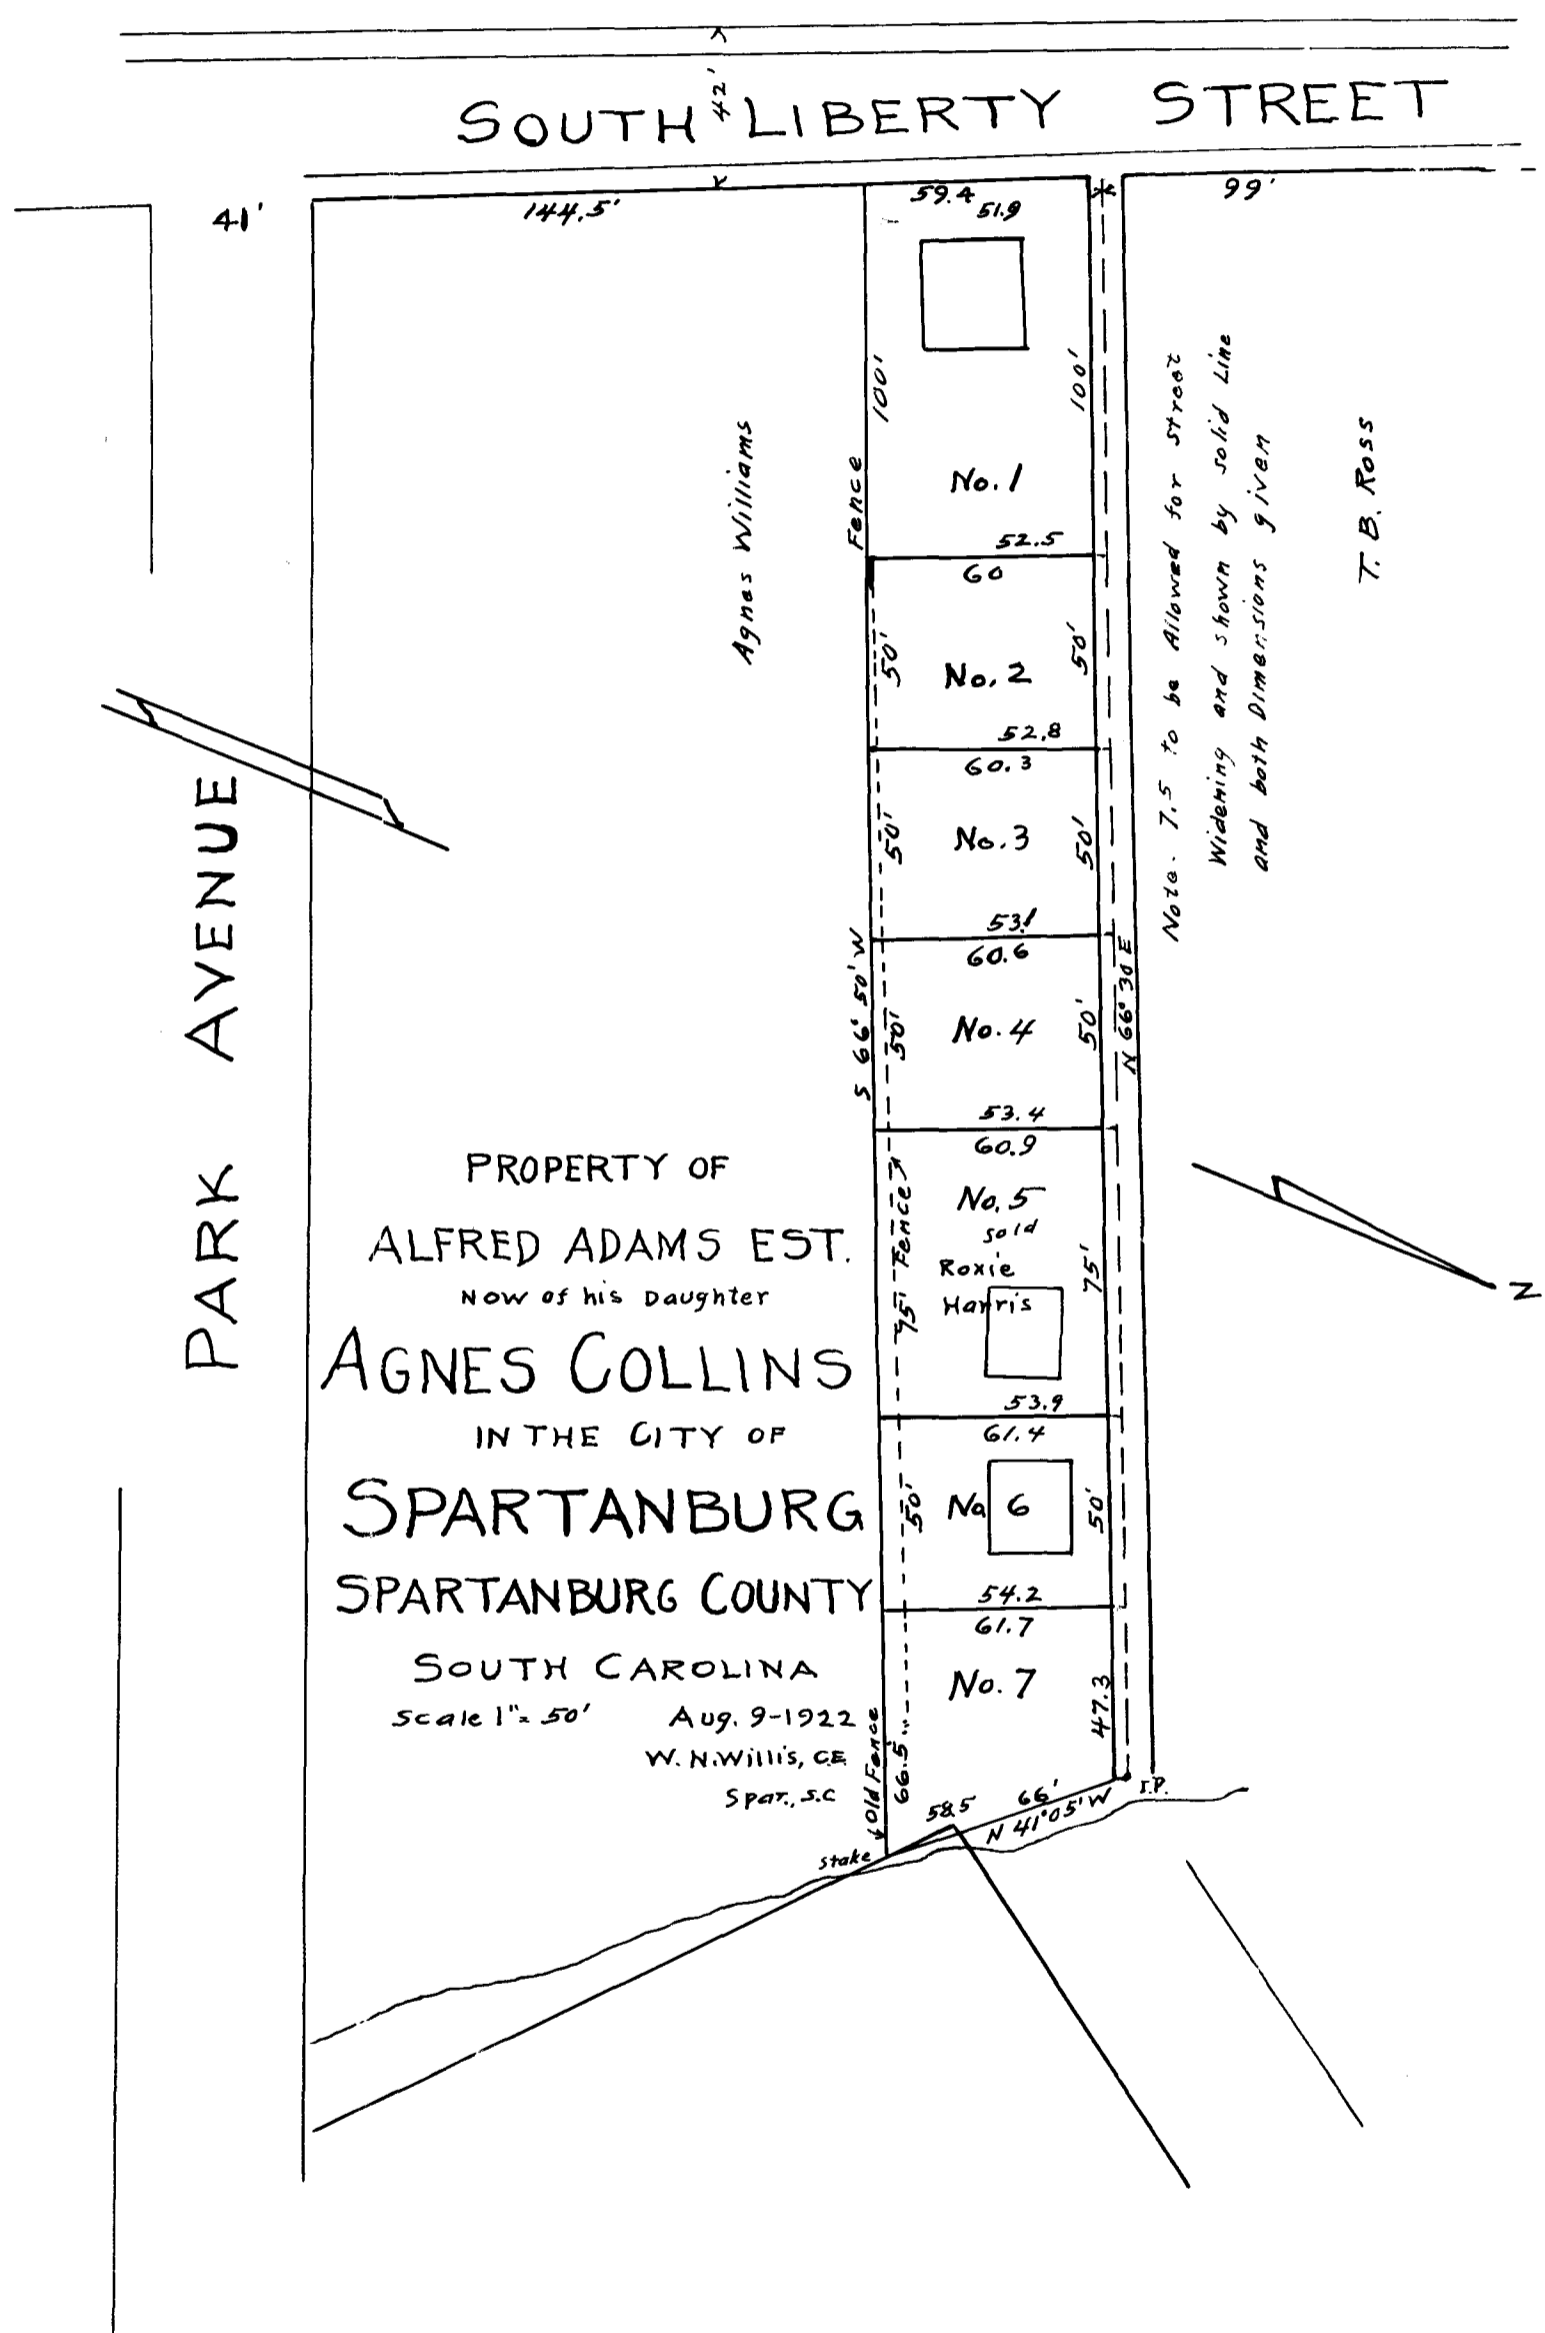 SOUTH LIBERTY STREET
42'
41'
144.5'
59.4
51.9
99'
100'
100'
Fence
No. 1
52.5
60
50'
No. 2
50'
52.8
60.3
50'
No. 3
50'
53.1
60.6
S 66° 50' W
50'
No. 4
50'
N 66° 30 E
53.4
60.9
No. 5
sold
Roxie
Harris
75' Fence
75'
53.9
61.4
50'
No 6
50'
54.2
61.7
No. 7
47.3
Old Fence
66.5
58.5
66'
N 41° 05' W
I.P.
stake
Agnes Williams
Note. 7.5 to be Allowed for street
Widening and shown by solid Line
and both Dimensions given
T. B. Ross
PARK AVENUE
N
PROPERTY OF
ALFRED ADAMS EST.
NOW of his Daughter
AGNES COLLINS
IN THE CITY OF
SPARTANBURG
SPARTANBURG COUNTY
SOUTH CAROLINA
Scale 1"= 50' Aug. 9-1922
W. N. Willis, C.E.
Spar., S.C